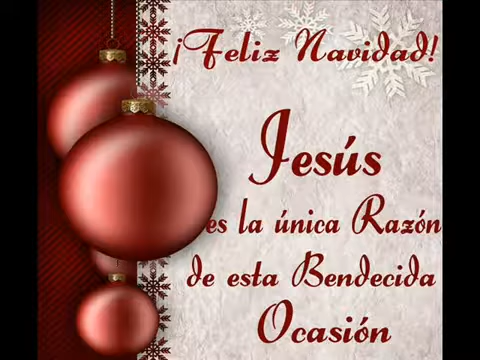 ¡Feliz Navidad!
Jesús
es la única Razón
de esta Bendecida
Ocasión